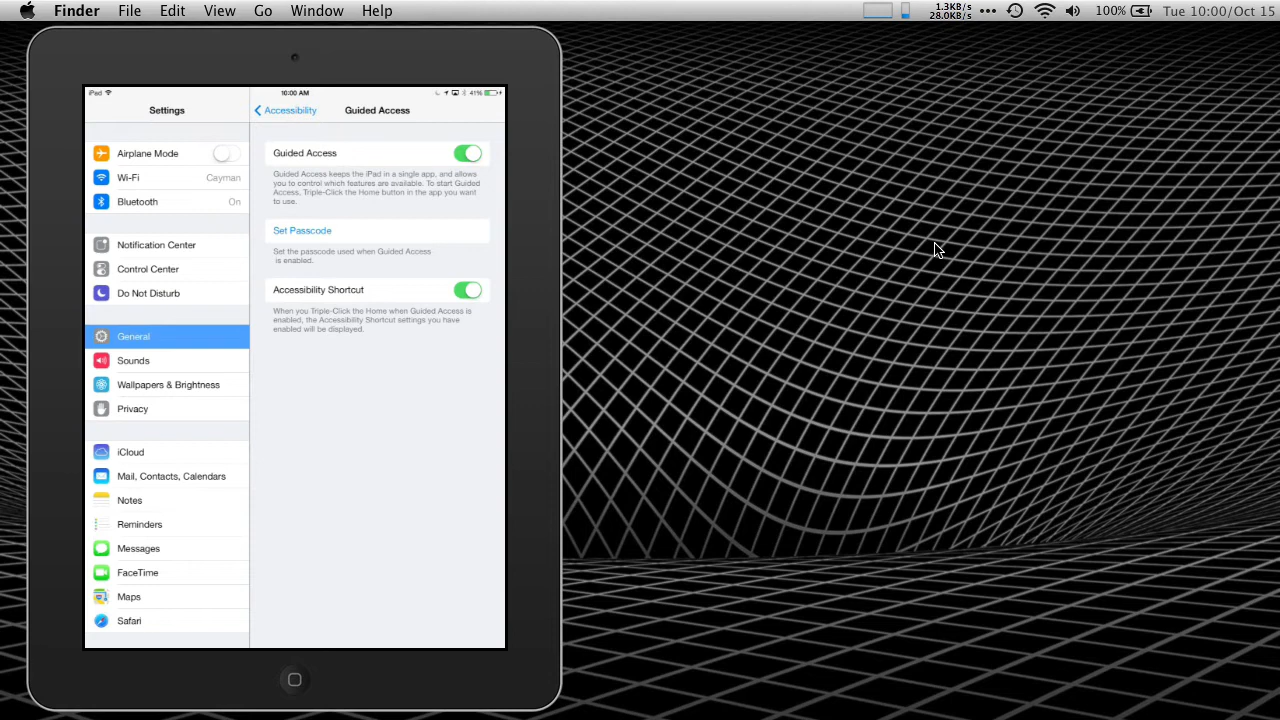 Finder File Edit View Go Window Help 1.3KB/s 28.0KB/s 100% Tue 10:00/Oct 15
iPad 10:00 AM 41%
Settings
Accessibility Guided Access
Airplane Mode
Wi-Fi Cayman
Bluetooth On
Notification Center
Control Center
Do Not Disturb
General
Sounds
Wallpapers & Brightness
Privacy
iCloud
Mail, Contacts, Calendars
Notes
Reminders
Messages
FaceTime
Maps
Safari
Guided Access
Guided Access keeps the iPad in a single app, and allows
you to control which features are available. To start Guided
Access, Triple-Click the Home button in the app you want
to use.
Set Passcode
Set the passcode used when Guided Access
is enabled.
Accessibility Shortcut
When you Triple-Click the Home when Guided Access is
enabled, the Accessibility Shortcut settings you have
enabled will be displayed.